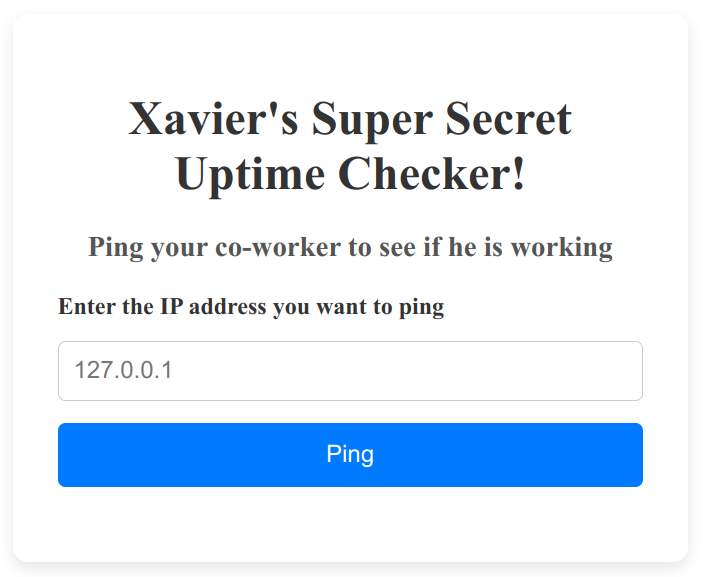 Xavier's Super Secret
Uptime Checker!
Ping your co-worker to see if he is working
Enter the IP address you want to ping
127.0.0.1
Ping